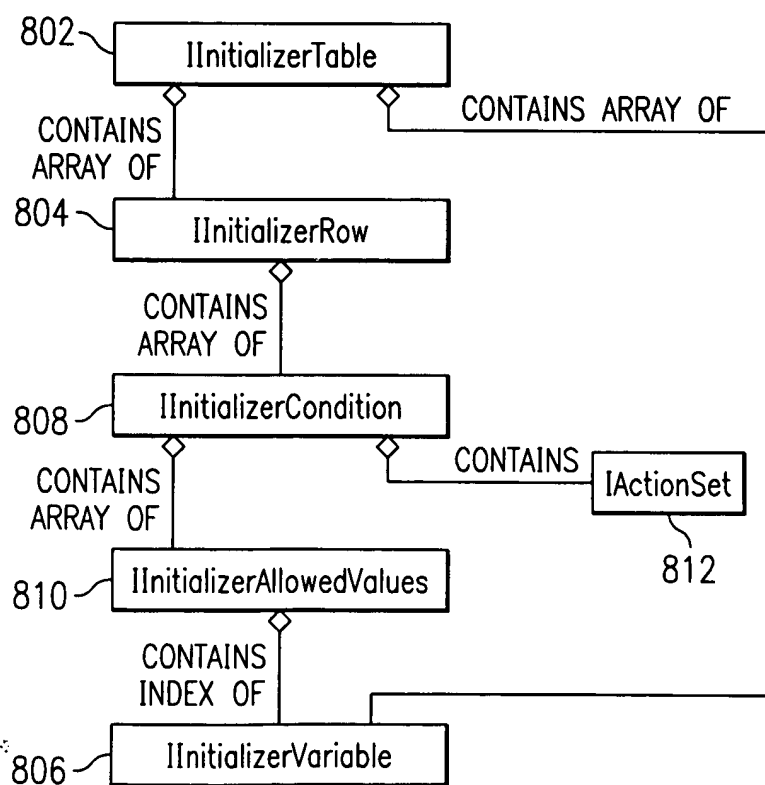 802
IInitializerTable
CONTAINS
ARRAY OF
CONTAINS ARRAY OF
804
IInitializerRow
CONTAINS
ARRAY OF
808
IInitializerCondition
CONTAINS
ARRAY OF
CONTAINS
IActionSet
812
810
IInitializerAllowedValues
CONTAINS
INDEX OF
806
IInitializerVariable